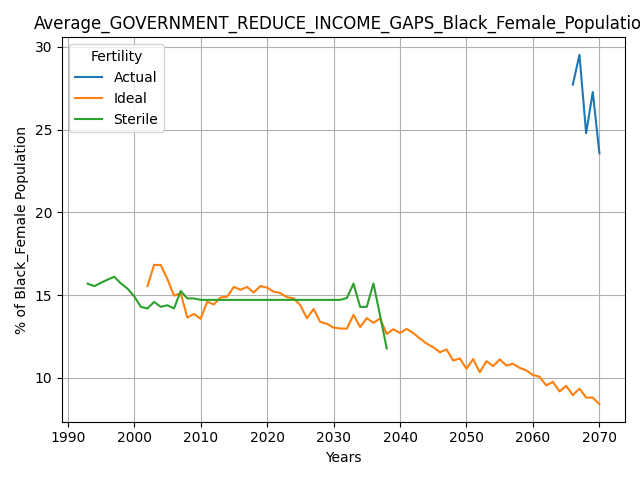 Average_GOVERNMENT_REDUCE_INCOME_GAPS_Black_Female_Populatio
Fertility
Actual
Ideal
Sterile
% of Black_Female Population
30
25
20
15
10
1990 2000 2010 2020 2030 2040 2050 2060 2070
Years